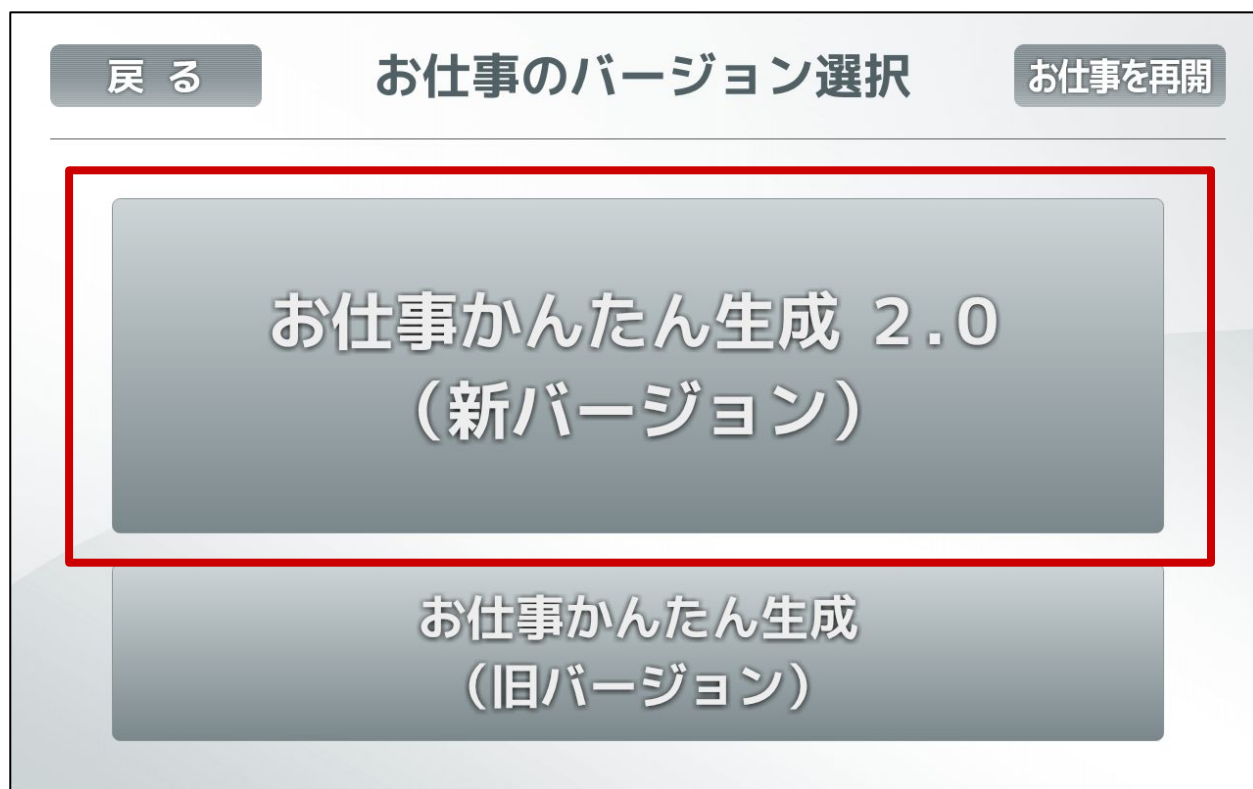 戻る
お仕事のバージョン選択
お仕事を再開
お仕事かんたん生成 2.0
（新バージョン）
お仕事かんたん生成
（旧バージョン）